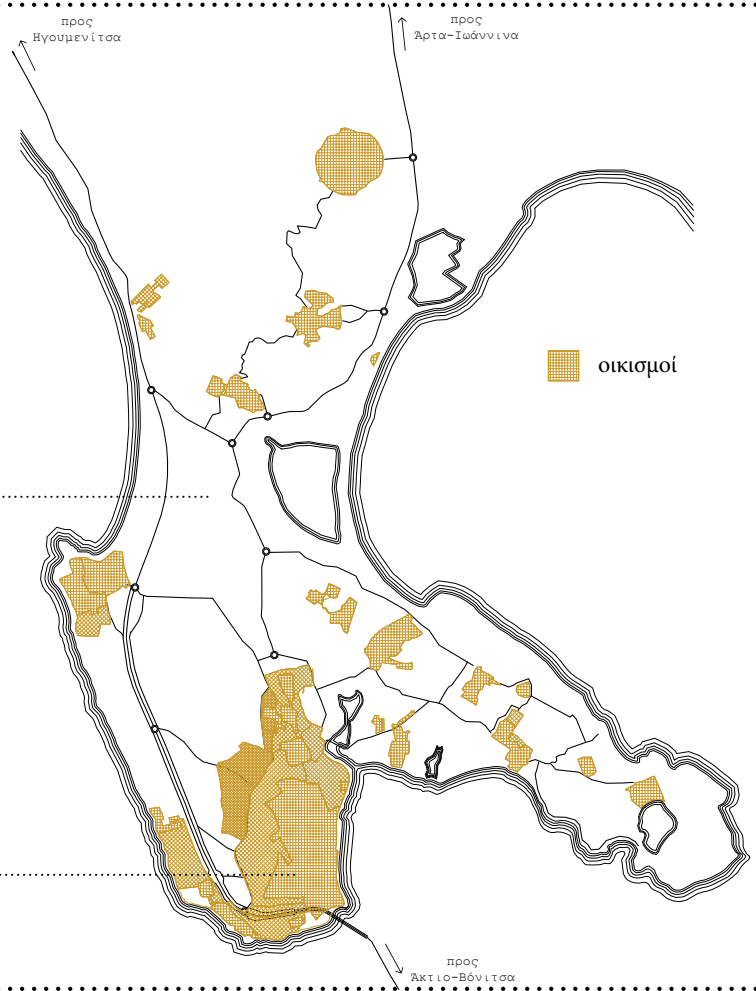 προς
Ηγουμενίτσα
προς
Άρτα-Ιωάννινα
οικισμοί
προς
Άκτιο-Βόνιτσα